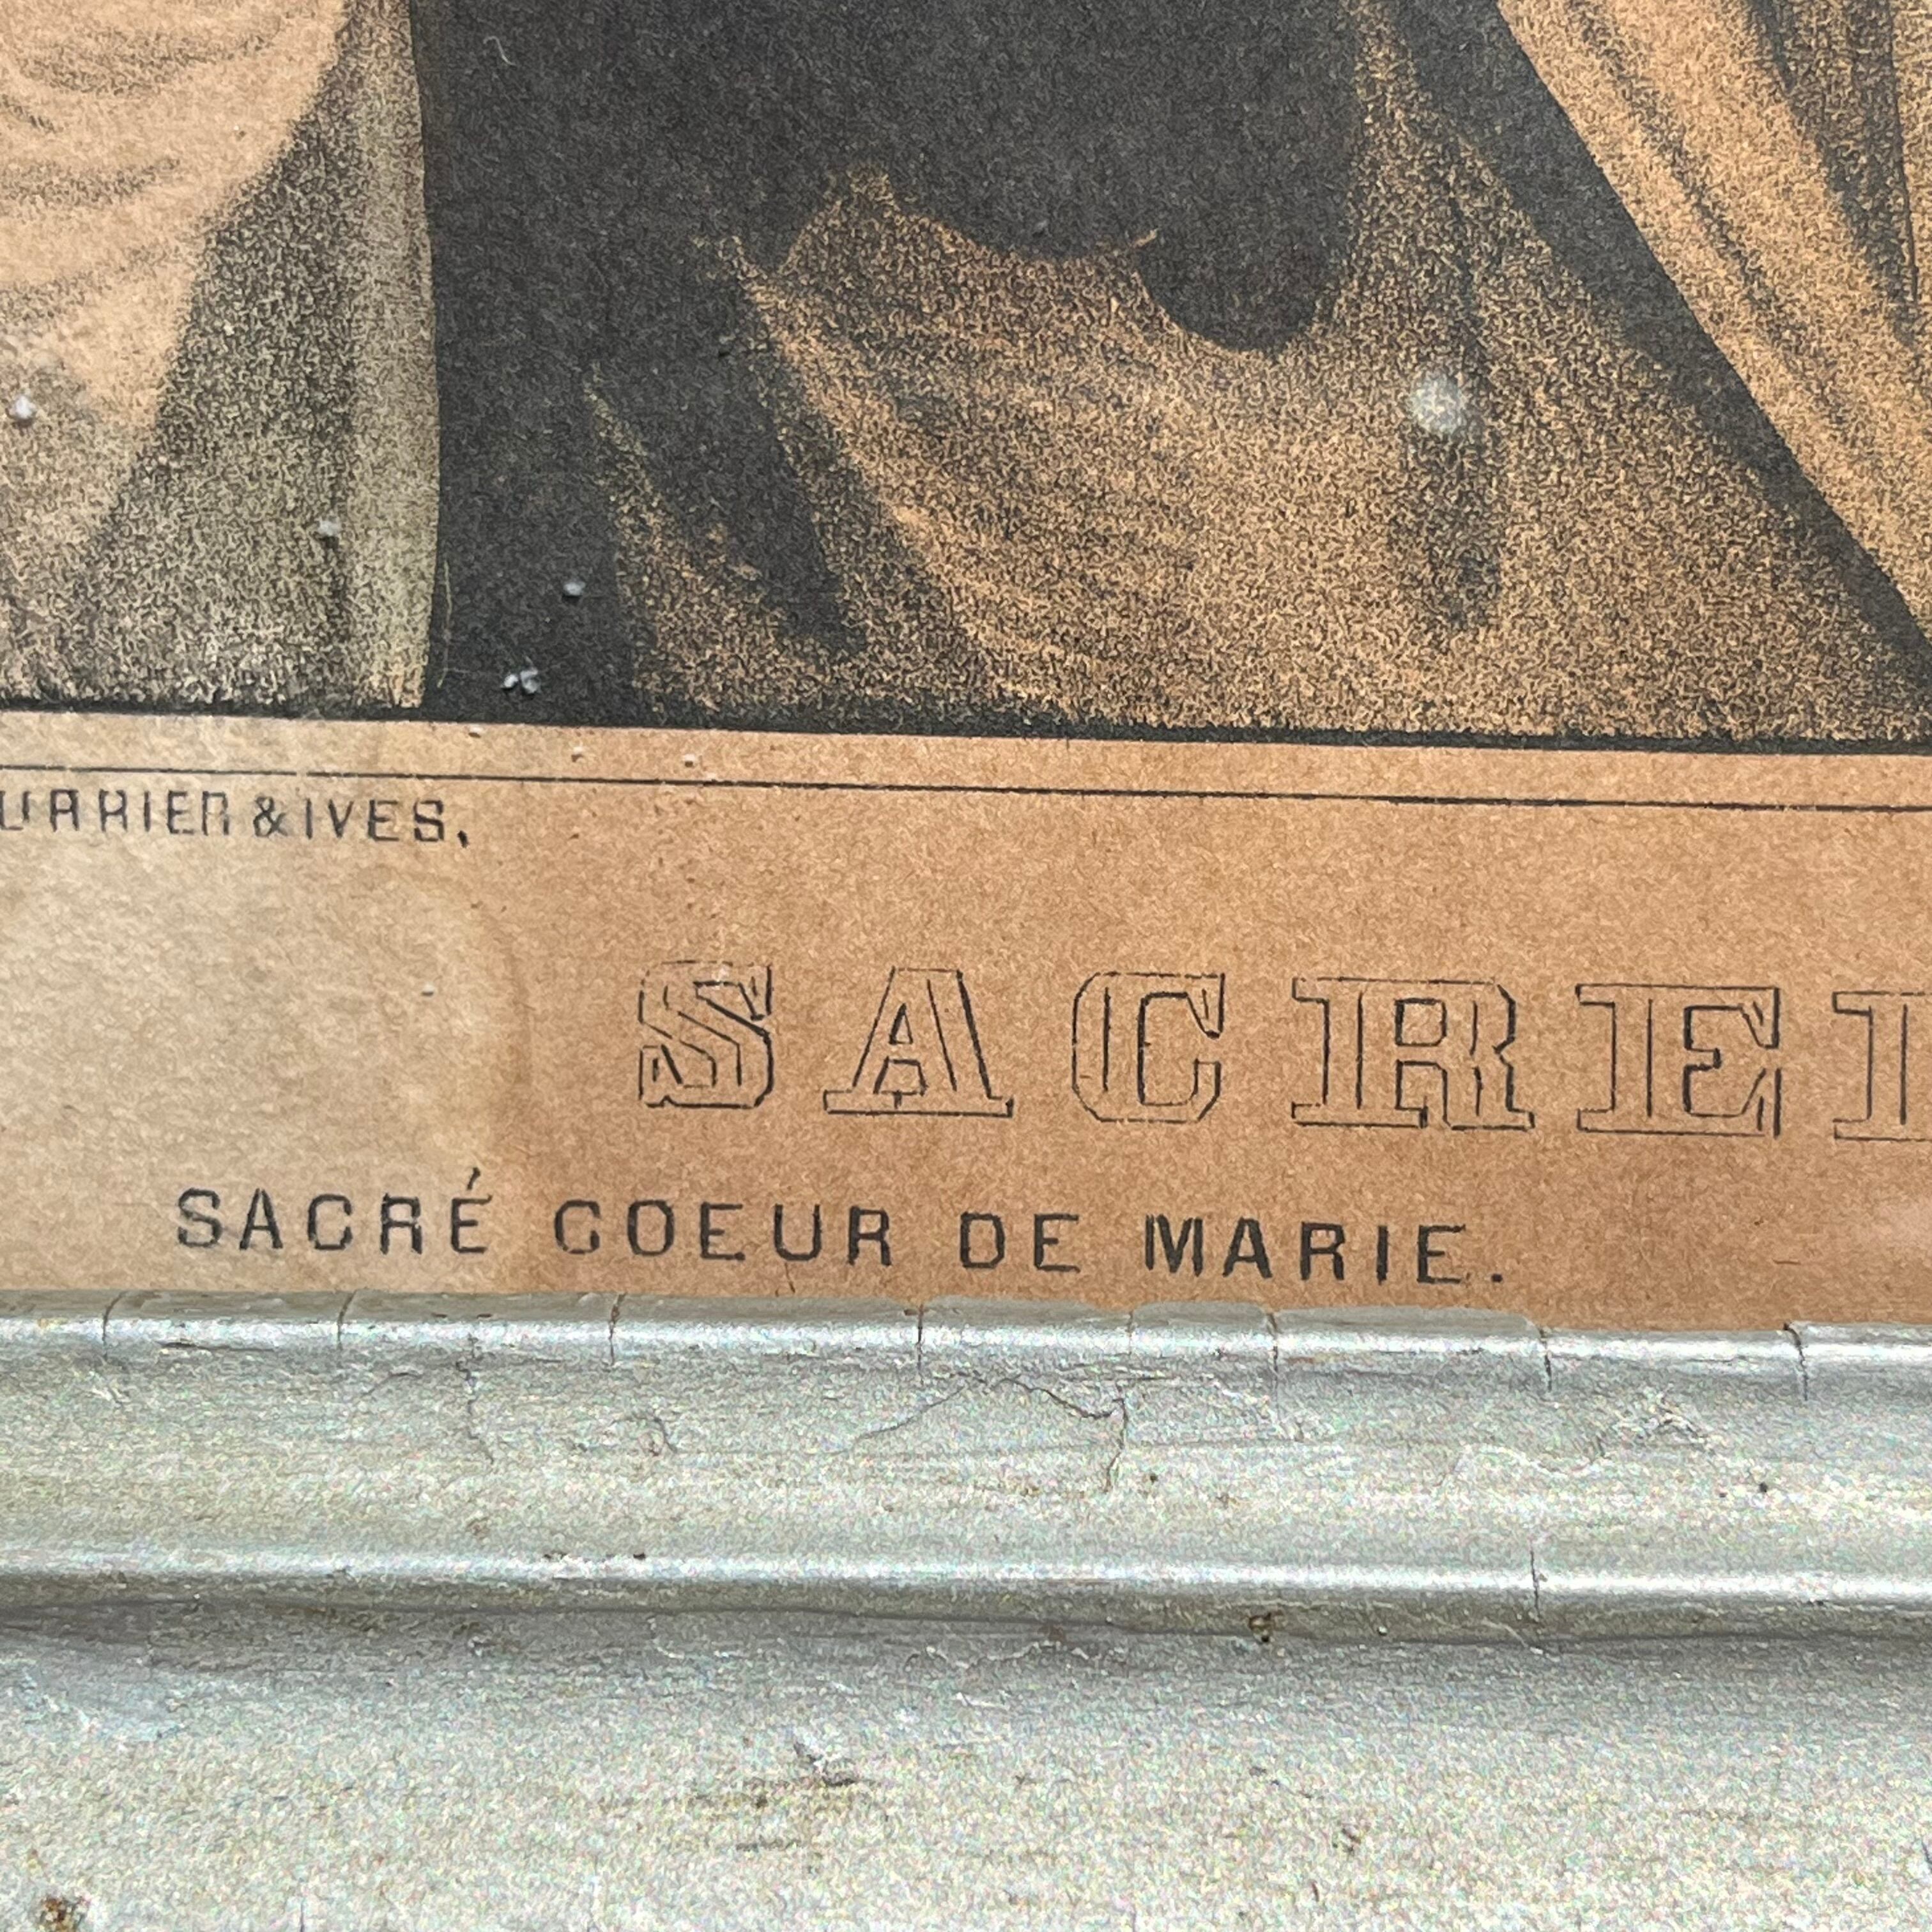 URRIER & IVES,
SACRE
SACRÉ COEUR DE MARIE.